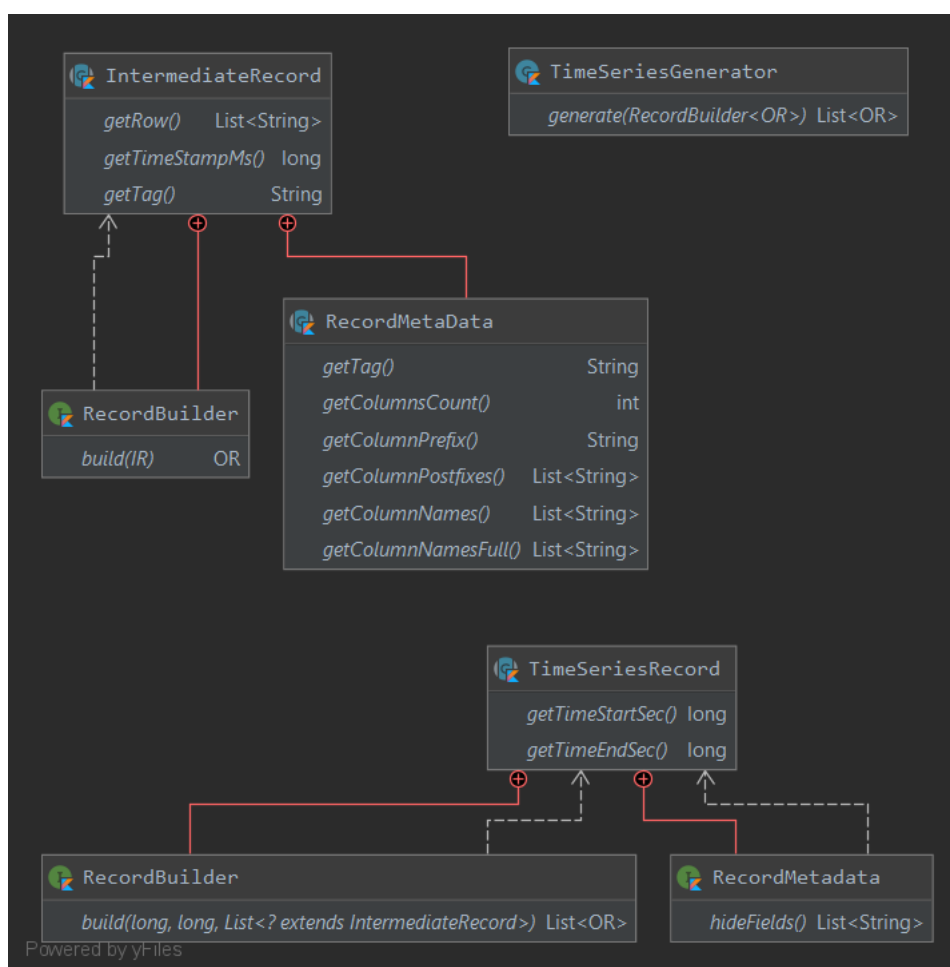 IntermediateRecord
getRow() List<String>
getTimeStampMs() long
getTag() String
TimeSeriesGenerator
generate(RecordBuilder<OR>) List<OR>
RecordMetaData
getTag() String
getColumnsCount() int
getColumnPrefix() String
getColumnPostfixes() List<String>
getColumnNames() List<String>
getColumnNamesFull() List<String>
RecordBuilder
build(IR) OR
TimeSeriesRecord
getTimeStartSec() long
getTimeEndSec() long
RecordBuilder
build(long, long, List<? extends IntermediateRecord>) List<OR>
RecordMetadata
hideFields() List<String>
Powered by yFiles